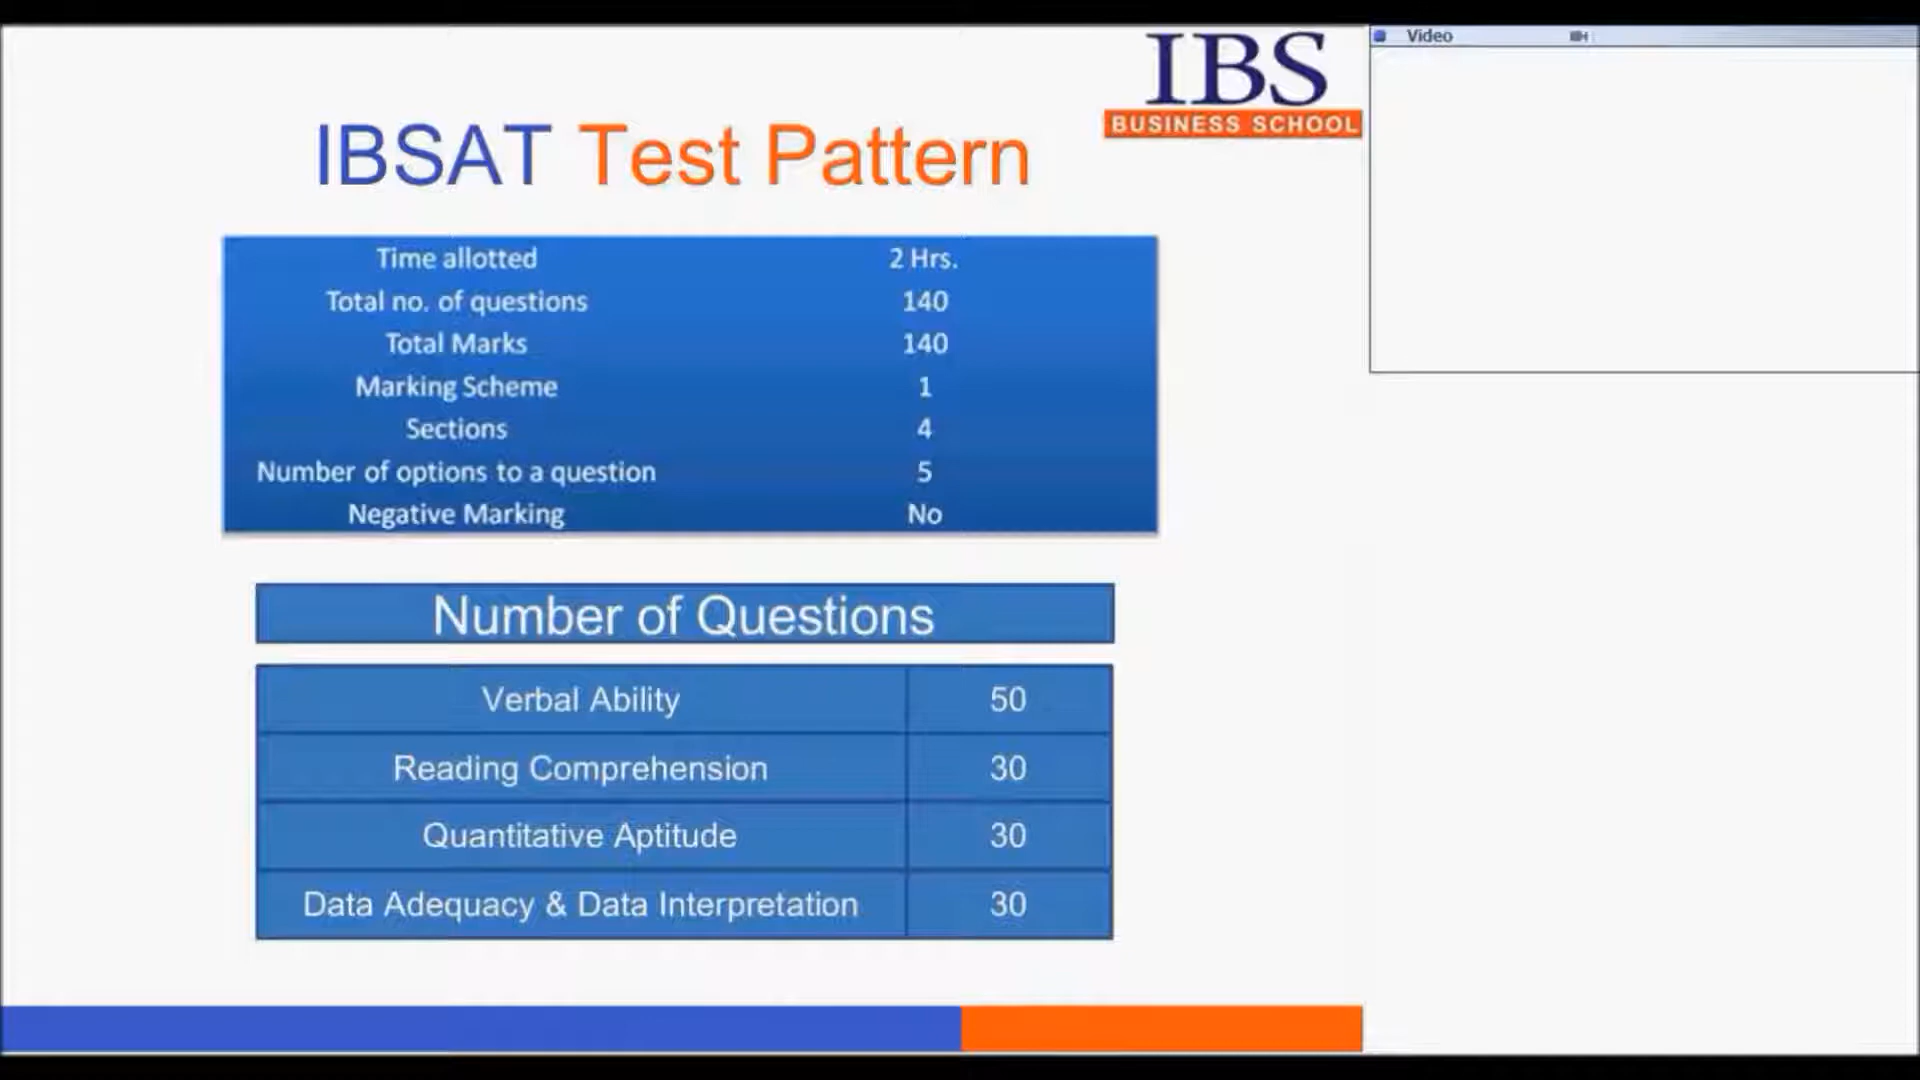 IBS
BUSINESS SCHOOL
Video
IBSAT Test Pattern
Time allotted 2 Hrs.
Total no. of questions 140
Total Marks 140
Marking Scheme 1
Sections 4
Number of options to a question 5
Negative Marking No
Number of Questions
Verbal Ability 50
Reading Comprehension 30
Quantitative Aptitude 30
Data Adequacy & Data Interpretation 30